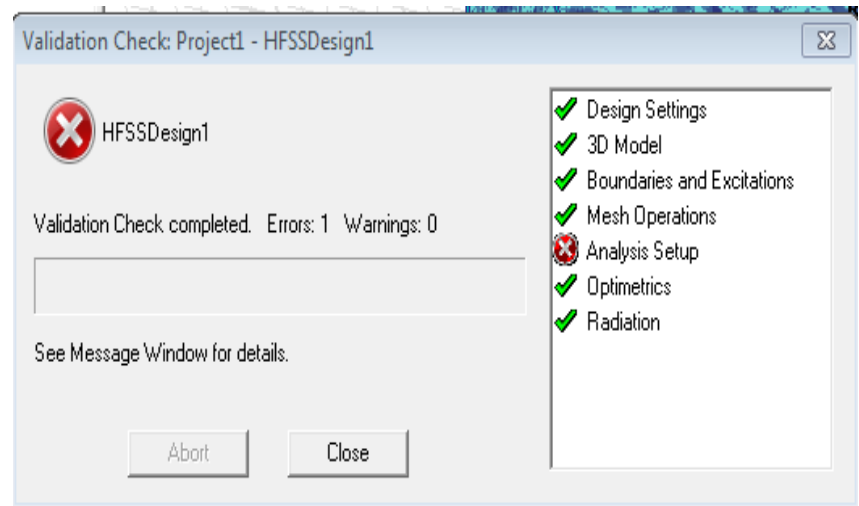 Validation Check: Project1 - HFSSDesign1
HFSSDesign1
Validation Check completed. Errors: 1 Warnings: 0
See Message Window for details.
Abort
Close
Design Settings
3D Model
Boundaries and Excitations
Mesh Operations
Analysis Setup
Optimetrics
Radiation